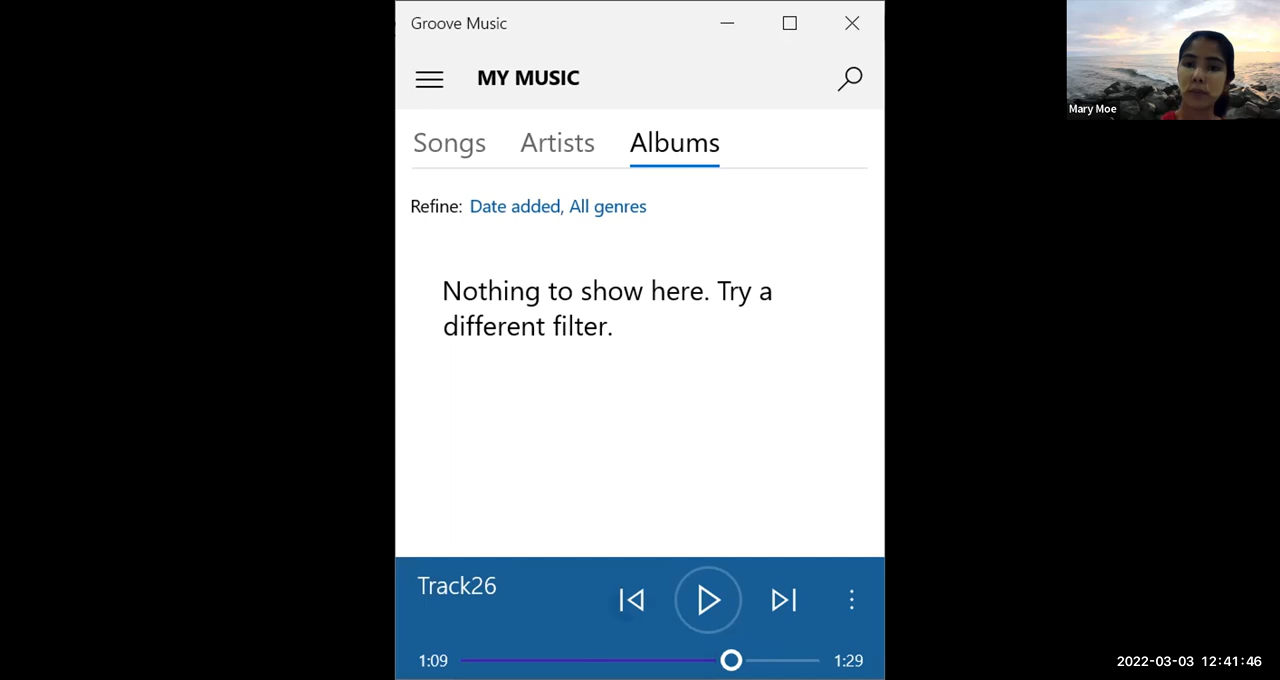 Groove Music
MY MUSIC
Mary Moe
Songs Artists Albums
Refine: Date added, All genres
Nothing to show here. Try a
different filter.
Track26
1:09 1:29
2022-03-03 12:41:46